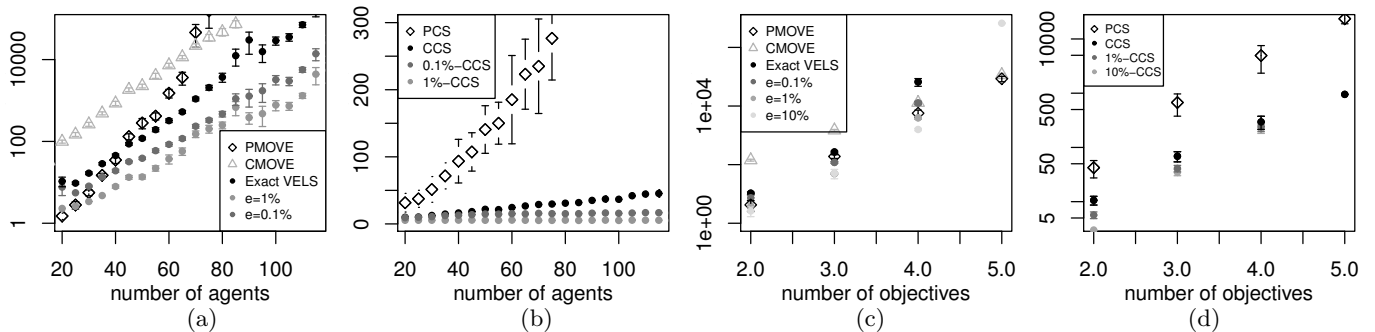 10000
100
1
20 40 60 80 100
number of agents
PMOVE
CMOVE
Exact VELS
e=1%
e=0.1%
(a)
300
200
100
0
20 40 60 80 100
number of agents
PCS
CCS
0.1%-CCS
1%-CCS
(b)
1e+04
1e+00
2.0 3.0 4.0 5.0
number of objectives
PMOVE
CMOVE
Exact VELS
e=0.1%
e=1%
e=10%
(c)
10000
500
50
5
2.0 3.0 4.0 5.0
number of objectives
PCS
CCS
1%-CCS
10%-CCS
(d)